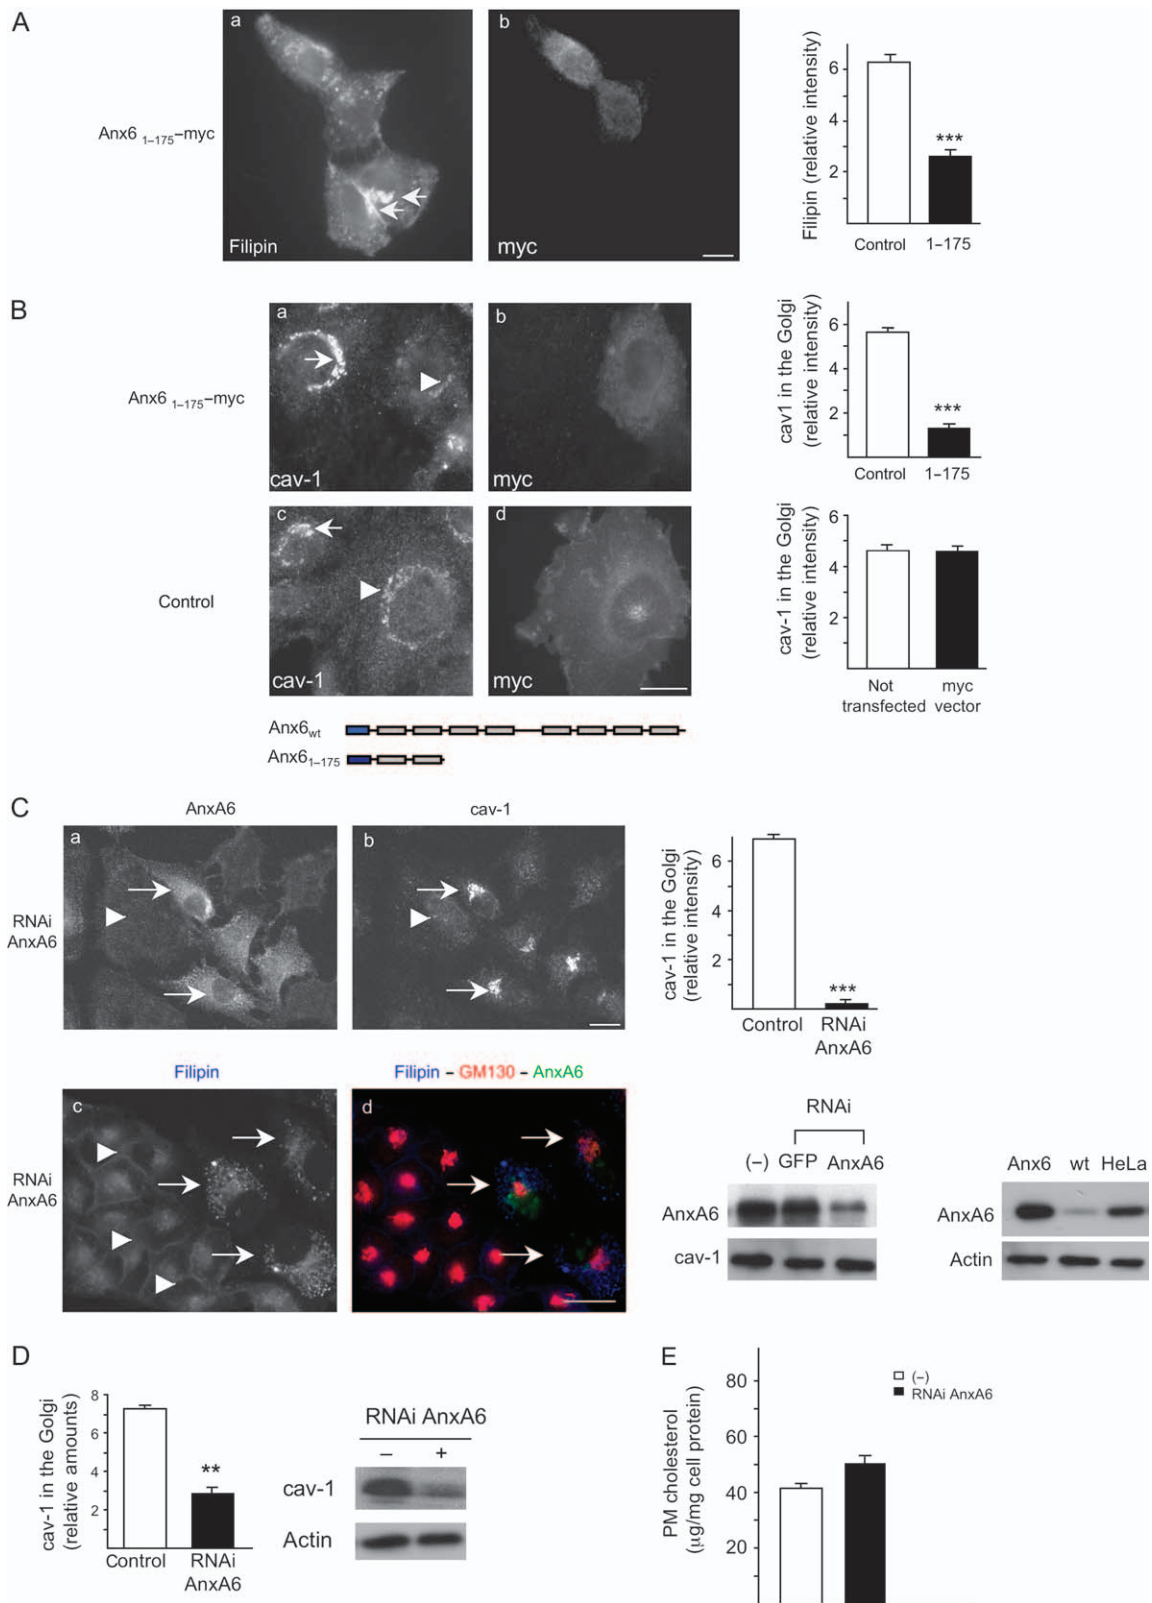 A
a
b
Anx6 1–175–myc
Filipin
myc
Filipin (relative intensity)
6
4
2
***
Control
1–175
B
a
b
Anx6 1–175–myc
cav-1
myc
cav1 in the Golgi
(relative intensity)
6
4
2
***
Control
1–175
c
d
Control
cav-1
myc
cav-1 in the Golgi
(relative intensity)
6
4
2
Not
transfected
myc
vector
Anx6wt
Anx61–175
C
AnxA6
cav-1
a
b
RNAi
AnxA6
cav-1 in the Golgi
(relative intensity)
6
4
2
***
Control
RNAi
AnxA6
Filipin
Filipin – GM130 – AnxA6
c
d
RNAi
AnxA6
RNAi
(–)
GFP
AnxA6
AnxA6
cav-1
Anx6
wt
HeLa
AnxA6
Actin
D
cav-1 in the Golgi
(relative amounts)
8
6
4
2
**
Control
RNAi
AnxA6
RNAi AnxA6
–
+
cav-1
Actin
E
PM cholesterol
(µg/mg cell protein)
80
60
40
20
(–)
RNAi AnxA6